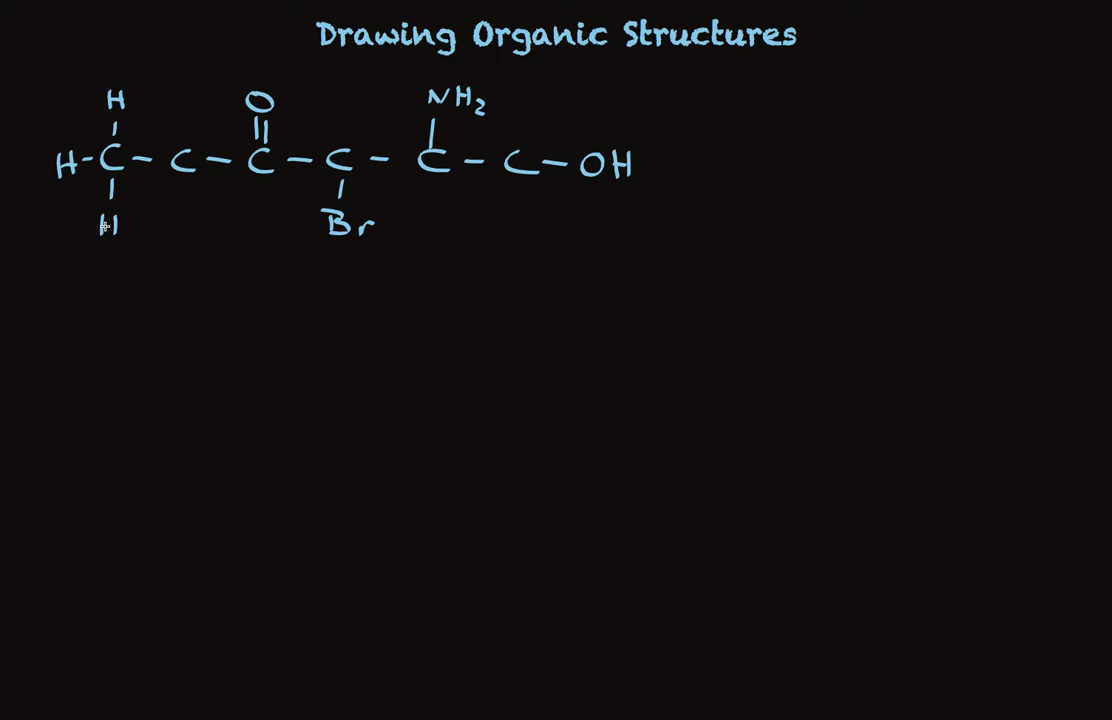 Drawing Organic Structures
H O NH2
H-C-C-C-C-C-C-OH
H Br